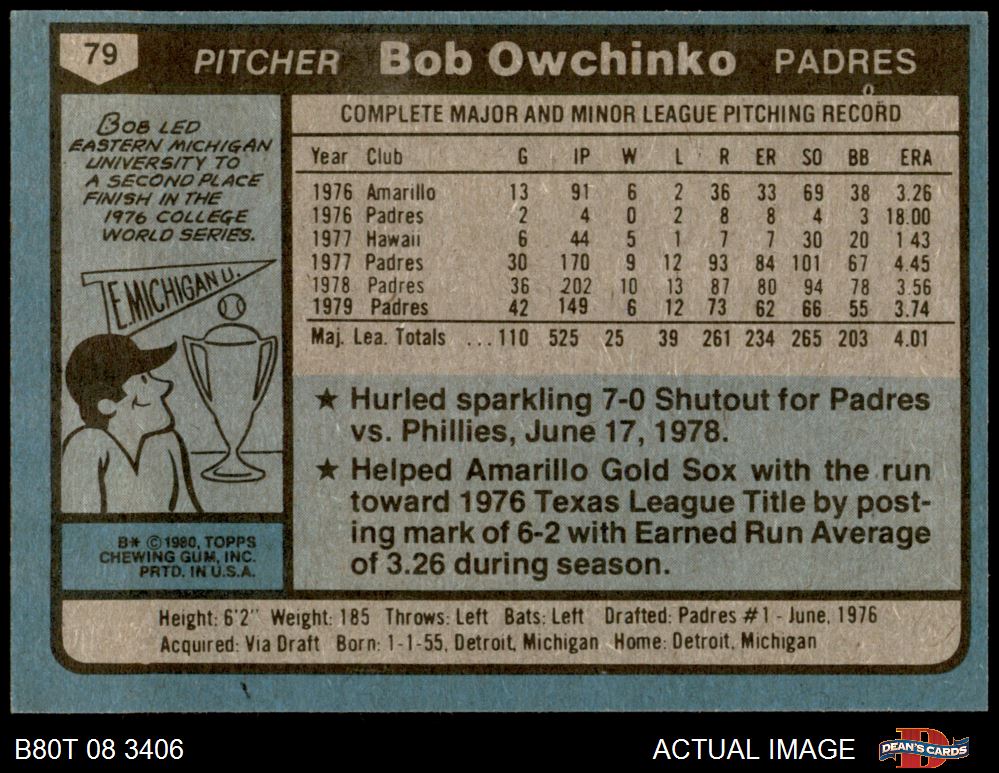 79 PITCHER Bob Owchinko PADRES
BOB LED
EASTERN MICHIGAN
UNIVERSITY TO
A SECOND PLACE
FINISH IN THE
1976 COLLEGE
WORLD SERIES.
E. MICHIGAN U.
B* © 1980, TOPPS
CHEWING GUM, INC.
PRTD. IN U.S.A.
COMPLETE MAJOR AND MINOR LEAGUE PITCHING RECORD
Year Club G IP W L R ER SO BB ERA
1976 Amarillo 13 91 6 2 36 33 69 38 3.26
1976 Padres 2 4 0 2 8 8 4 3 18.00
1977 Hawaii 6 44 5 1 7 7 30 20 1 43
1977 Padres 30 170 9 12 93 84 101 67 4.45
1978 Padres 36 202 10 13 87 80 94 78 3.56
1979 Padres 42 149 6 12 73 62 66 55 3.74
Maj. Lea. Totals ...110 525 25 39 261 234 265 203 4.01
★ Hurled sparkling 7-0 Shutout for Padres
vs. Phillies, June 17, 1978.
★ Helped Amarillo Gold Sox with the run
toward 1976 Texas League Title by post-
ing mark of 6-2 with Earned Run Average
of 3.26 during season.
Height: 6'2" Weight: 185 Throws: Left Bats: Left Drafted: Padres #1 - June, 1976
Acquired: Via Draft Born: 1-1-55, Detroit, Michigan Home: Detroit, Michigan
B80T 08 3406 ACTUAL IMAGE DEAN'S CARDS